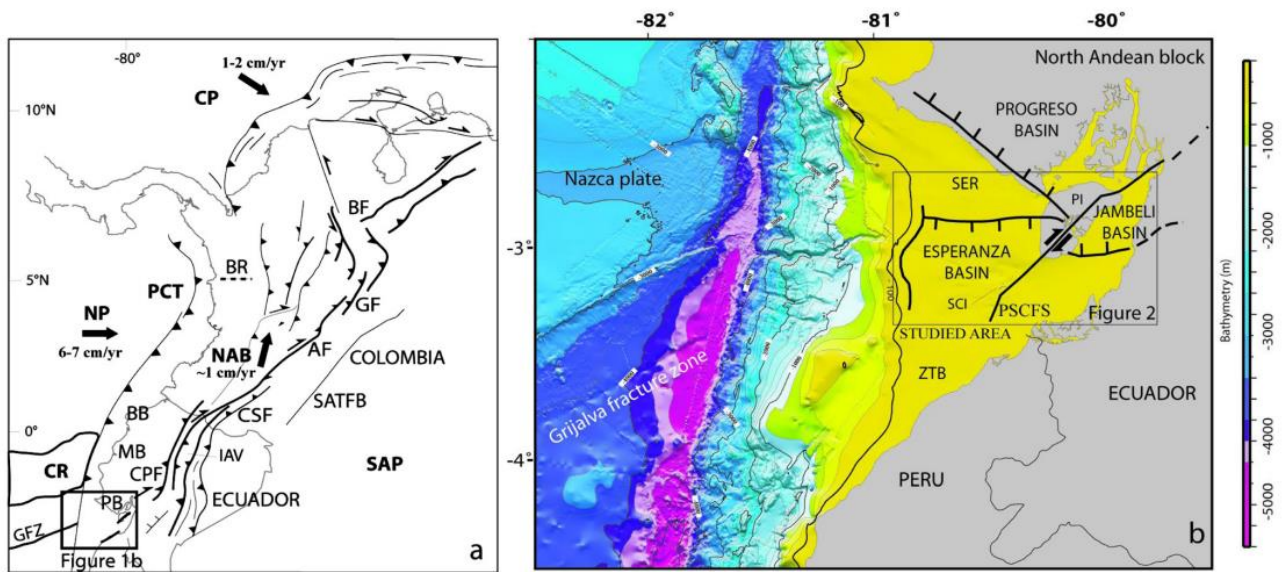 -80°
1-2 cm/yr
CP
10°N
BF
BR
5°N
PCT
GF
NP
6-7 cm/yr
NAB
~1 cm/yr
AF
COLOMBIA
SATFB
BB
CSF
0°
MB
IAV
CR
CPF
SAP
PB
ECUADOR
GFZ
Figure 1b
a
-82°
-81°
-80°
North Andean block
PROGRESO
BASIN
Nazca plate
SER
PI
JAMBELI
BASIN
-3°
ESPERANZA
BASIN
-100
SCI
PSCFS
Figure 2
STUDIED AREA
ZTB
Grijalva fracture zone
ECUADOR
-4°
PERU
b
Bathymetry (m)
-1000
-2000
-3000
-4000
-5000